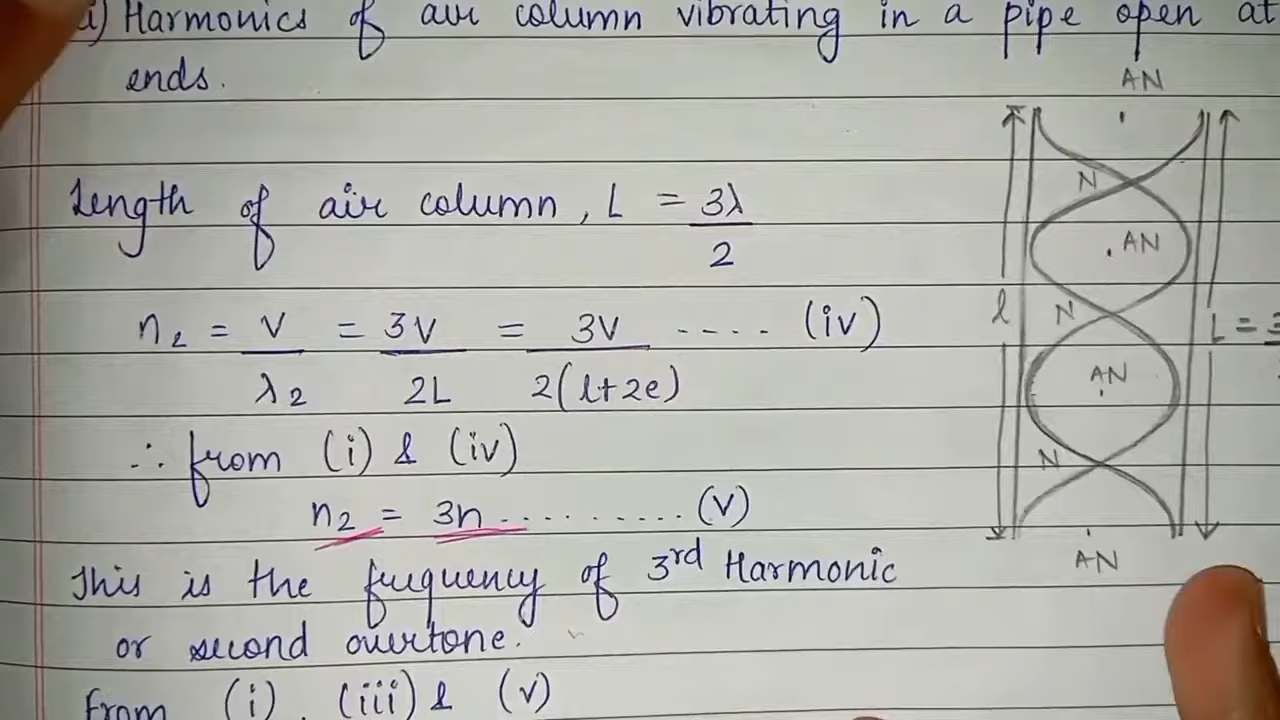 i) Harmonics of air column vibrating in a pipe open at
ends.
Length of air column, L = 3λ/2
n2 = v/λ2 = 3v/2L = 3v/2(l+2e) .... (iv)
∴ from (i) & (iv)
n2 = 3n .......... (v)
This is the frequency of 3rd Harmonic
or second overtone.
From (i), (iii) & (v)
AN
N
AN
N
l
L = 3
AN
N
AN